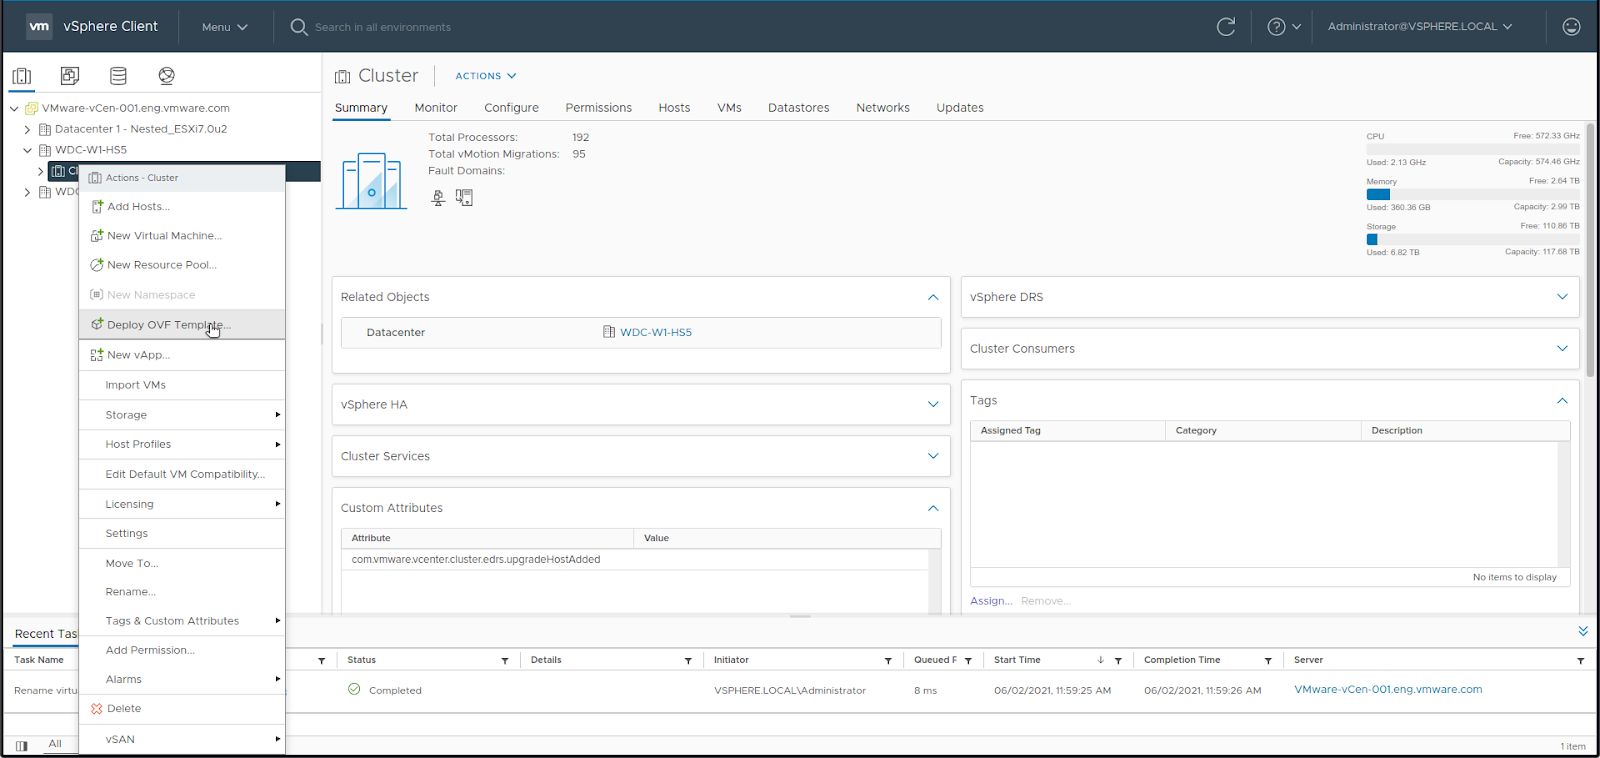 vm vSphere Client Menu Search in all environments Administrator@VSPHERE.LOCAL
VMware-vCen-001.eng.vmware.com
Datacenter 1 - Nested_ESXi7.0u2
WDC-W1-HS5
Cl
WDC
Actions - Cluster
Add Hosts...
New Virtual Machine...
New Resource Pool...
New Namespace
Deploy OVF Template...
New vApp...
Import VMs
Storage
Host Profiles
Edit Default VM Compatibility...
Licensing
Settings
Move To...
Rename...
Tags & Custom Attributes
Add Permission...
Alarms
Delete
vSAN
Cluster ACTIONS
Summary Monitor Configure Permissions Hosts VMs Datastores Networks Updates
Total Processors: 192
Total vMotion Migrations: 95
Fault Domains:
CPU Free: 572.33 GHz
Used: 2.13 GHz Capacity: 574.46 GHz
Memory Free: 2.64 TB
Used: 360.36 GB Capacity: 2.99 TB
Storage Free: 110.86 TB
Used: 6.82 TB Capacity: 117.68 TB
Related Objects
Datacenter WDC-W1-HS5
vSphere HA
Cluster Services
Custom Attributes
Attribute Value
com.vmware.vcenter.cluster.edrs.upgradeHostAdded
vSphere DRS
Cluster Consumers
Tags
Assigned Tag Category Description
No items to display
Assign... Remove...
Recent Tas
Task Name Status Details Initiator Queued F Start Time Completion Time Server
Rename virtu Completed VSPHERE.LOCAL\Administrator 8 ms 06/02/2021, 11:59:25 AM 06/02/2021, 11:59:26 AM VMware-vCen-001.eng.vmware.com
All 1 item